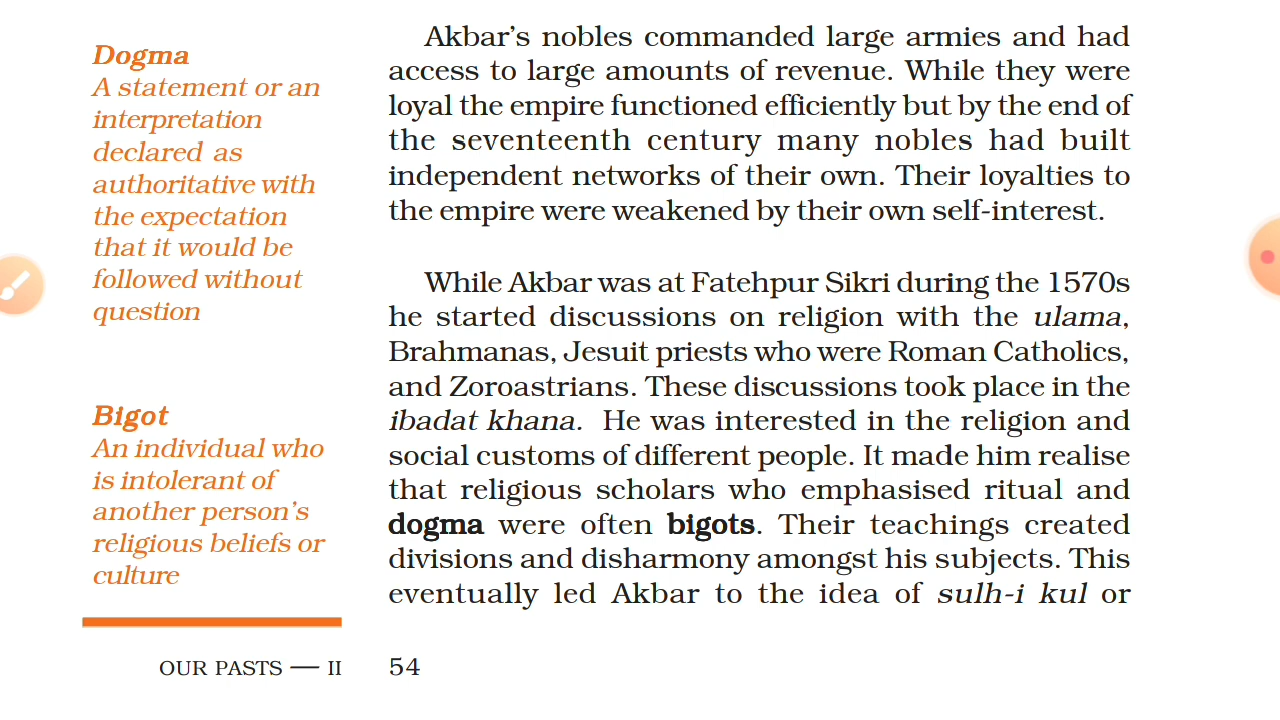 Dogma
A statement or an
interpretation
declared as
authoritative with
the expectation
that it would be
followed without
question
Bigot
An individual who
is intolerant of
another person's
religious beliefs or
culture
Akbar's nobles commanded large armies and had
access to large amounts of revenue. While they were
loyal the empire functioned efficiently but by the end of
the seventeenth century many nobles had built
independent networks of their own. Their loyalties to
the empire were weakened by their own self-interest.
While Akbar was at Fatehpur Sikri during the 1570s
he started discussions on religion with the ulama,
Brahmanas, Jesuit priests who were Roman Catholics,
and Zoroastrians. These discussions took place in the
ibadat khana. He was interested in the religion and
social customs of different people. It made him realise
that religious scholars who emphasised ritual and
dogma were often bigots. Their teachings created
divisions and disharmony amongst his subjects. This
eventually led Akbar to the idea of sulh-i kul or
OUR PASTS — II 54